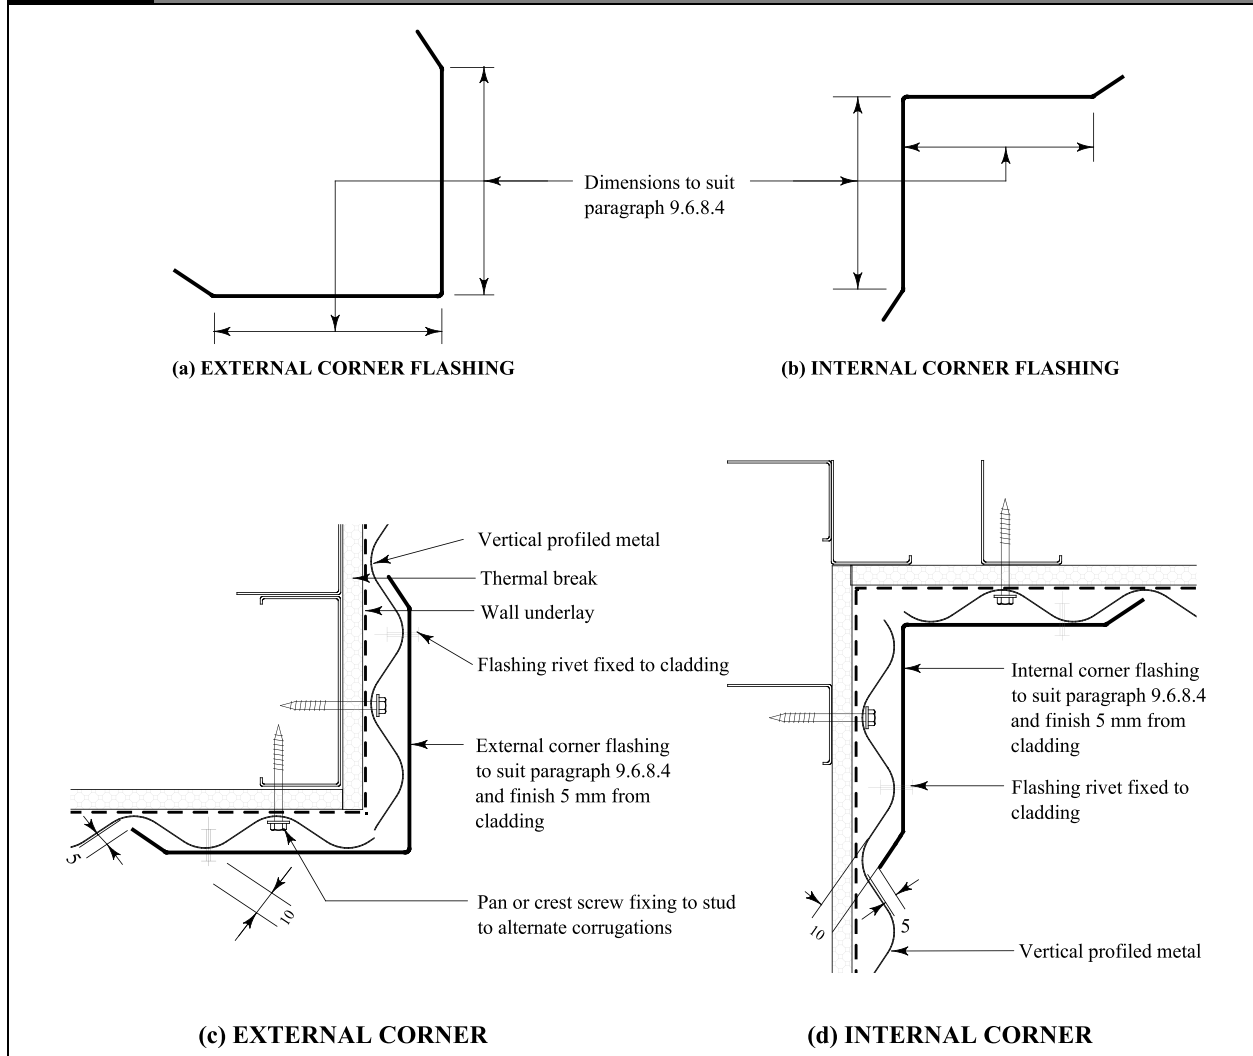 Dimensions to suit
paragraph 9.6.8.4
(a) EXTERNAL CORNER FLASHING
(b) INTERNAL CORNER FLASHING
Vertical profiled metal
Thermal break
Wall underlay
Flashing rivet fixed to cladding
External corner flashing
to suit paragraph 9.6.8.4
and finish 5 mm from
cladding
5
10
Pan or crest screw fixing to stud
to alternate corrugations
(c) EXTERNAL CORNER
Internal corner flashing
to suit paragraph 9.6.8.4
and finish 5 mm from
cladding
Flashing rivet fixed to
cladding
10
5
Vertical profiled metal
(d) INTERNAL CORNER